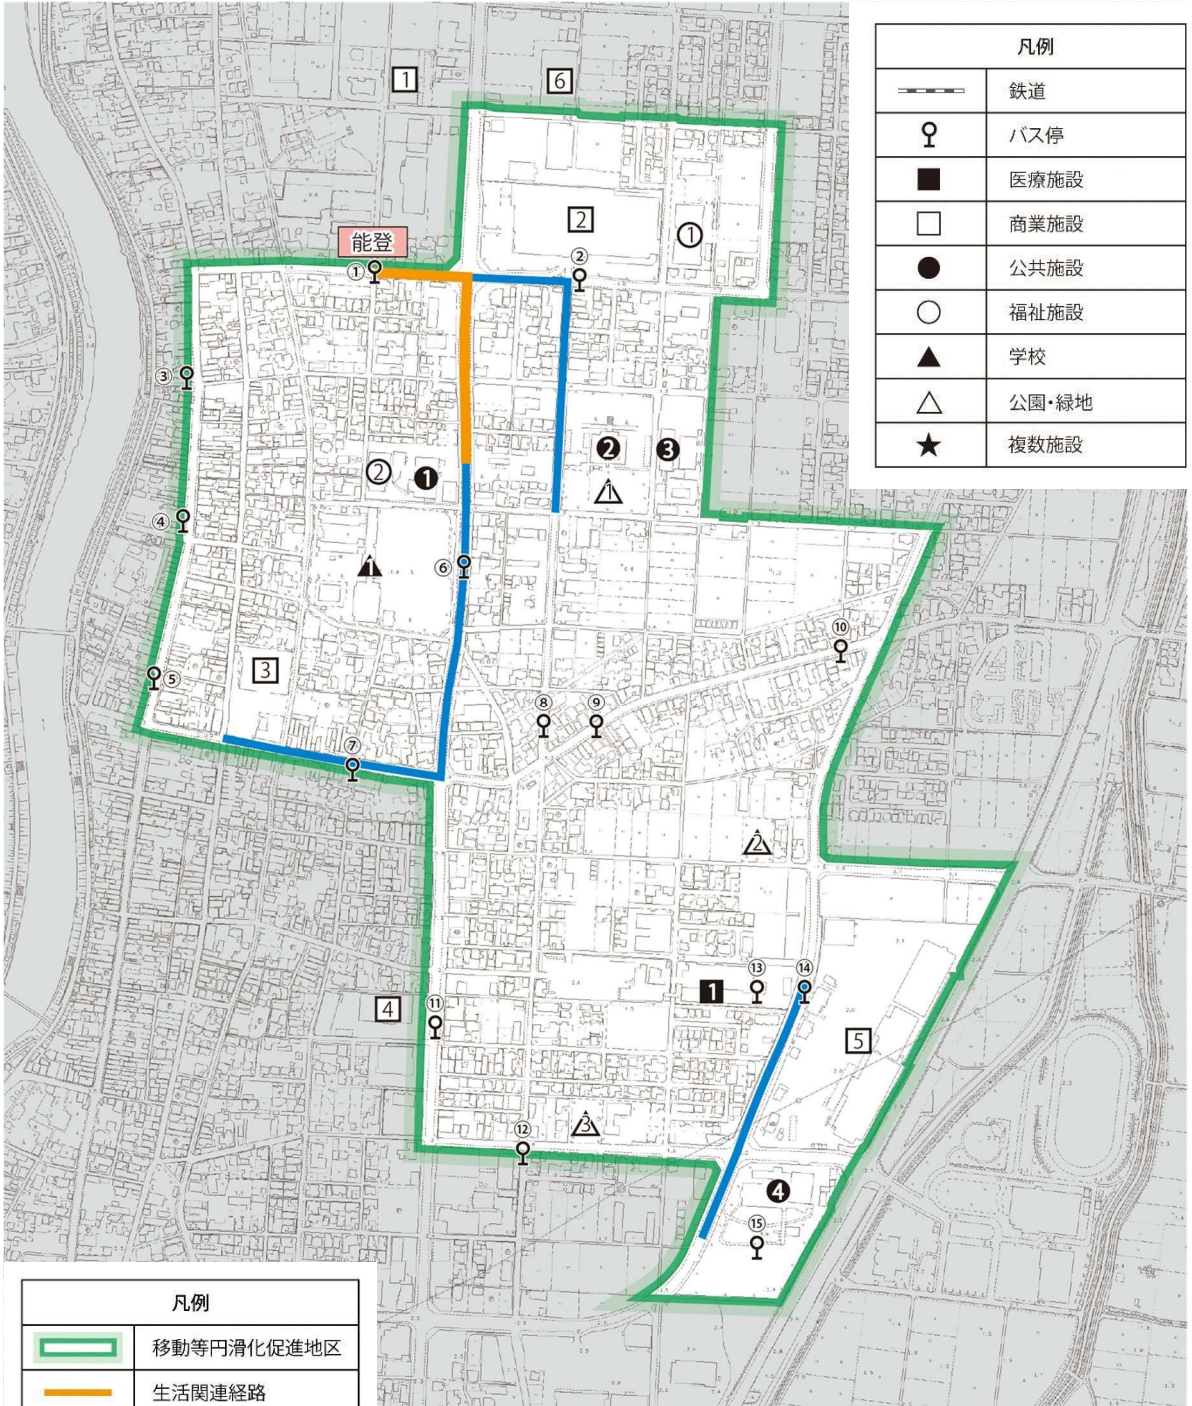 凡例
鉄道
バス停
医療施設
商業施設
公共施設
福祉施設
学校
公園・緑地
複数施設
1
6
2
①
能登
①
②
③
②
❶
❷
❸
1
④
1
⑥
⑤
3
⑦
⑧
⑨
⑩
2
⑪
4
1
⑬
⑭
5
⑫
3
❹
⑮
凡例
移動等円滑化促進地区
生活関連経路